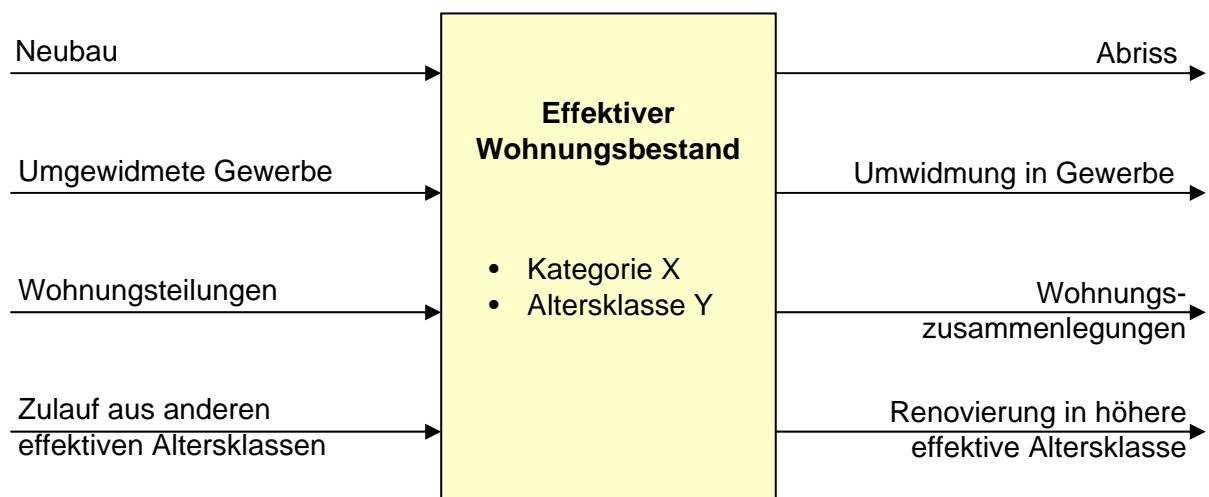 Neubau
Umgewidmete Gewerbe
Wohnungsteilungen
Zulauf aus anderen
effektiven Altersklassen
Effektiver
Wohnungsbestand
• Kategorie X
• Altersklasse Y
Abriss
Umwidmung in Gewerbe
Wohnungs-
zusammenlegungen
Renovierung in höhere
effektive Altersklasse